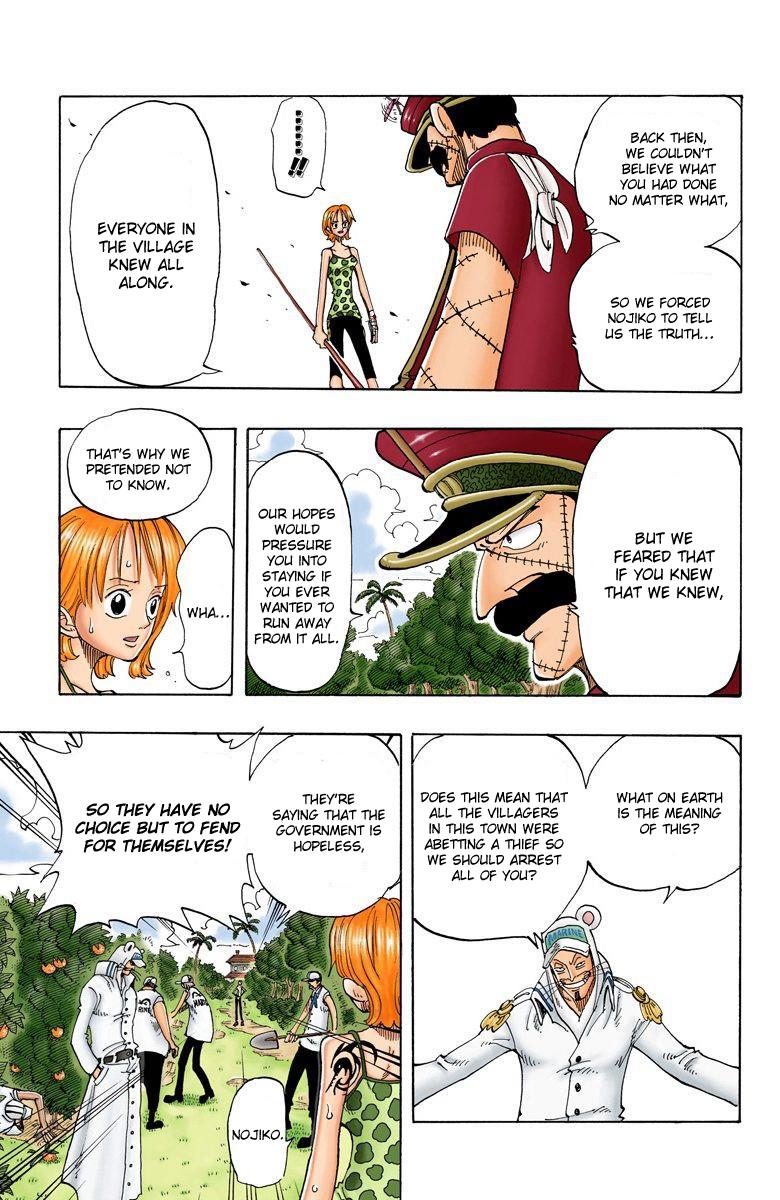 BACK THEN,
WE COULDN'T
BELIEVE WHAT
YOU HAD DONE
NO MATTER WHAT,
SO WE FORCED
NOJIKO TO TELL
US THE TRUTH...
......!!
EVERYONE IN
THE VILLAGE
KNEW ALL
ALONG.
BUT WE
FEARED THAT
IF YOU KNEW
THAT WE KNEW,
OUR HOPES
WOULD
PRESSURE
YOU INTO
STAYING IF
YOU EVER
WANTED TO
RUN AWAY
FROM IT ALL.
THAT'S WHY WE
PRETENDED NOT
TO KNOW.
WHA...
WHAT ON EARTH
IS THE MEANING
OF THIS?
DOES THIS MEAN THAT
ALL THE VILLAGERS
IN THIS TOWN WERE
ABETTING A THIEF SO
WE SHOULD ARREST
ALL OF YOU?
MARINE
THEY'RE
SAYING THAT THE
GOVERNMENT IS
HOPELESS,
SO THEY HAVE NO
CHOICE BUT TO FEND
FOR THEMSELVES!
NOJIKO.